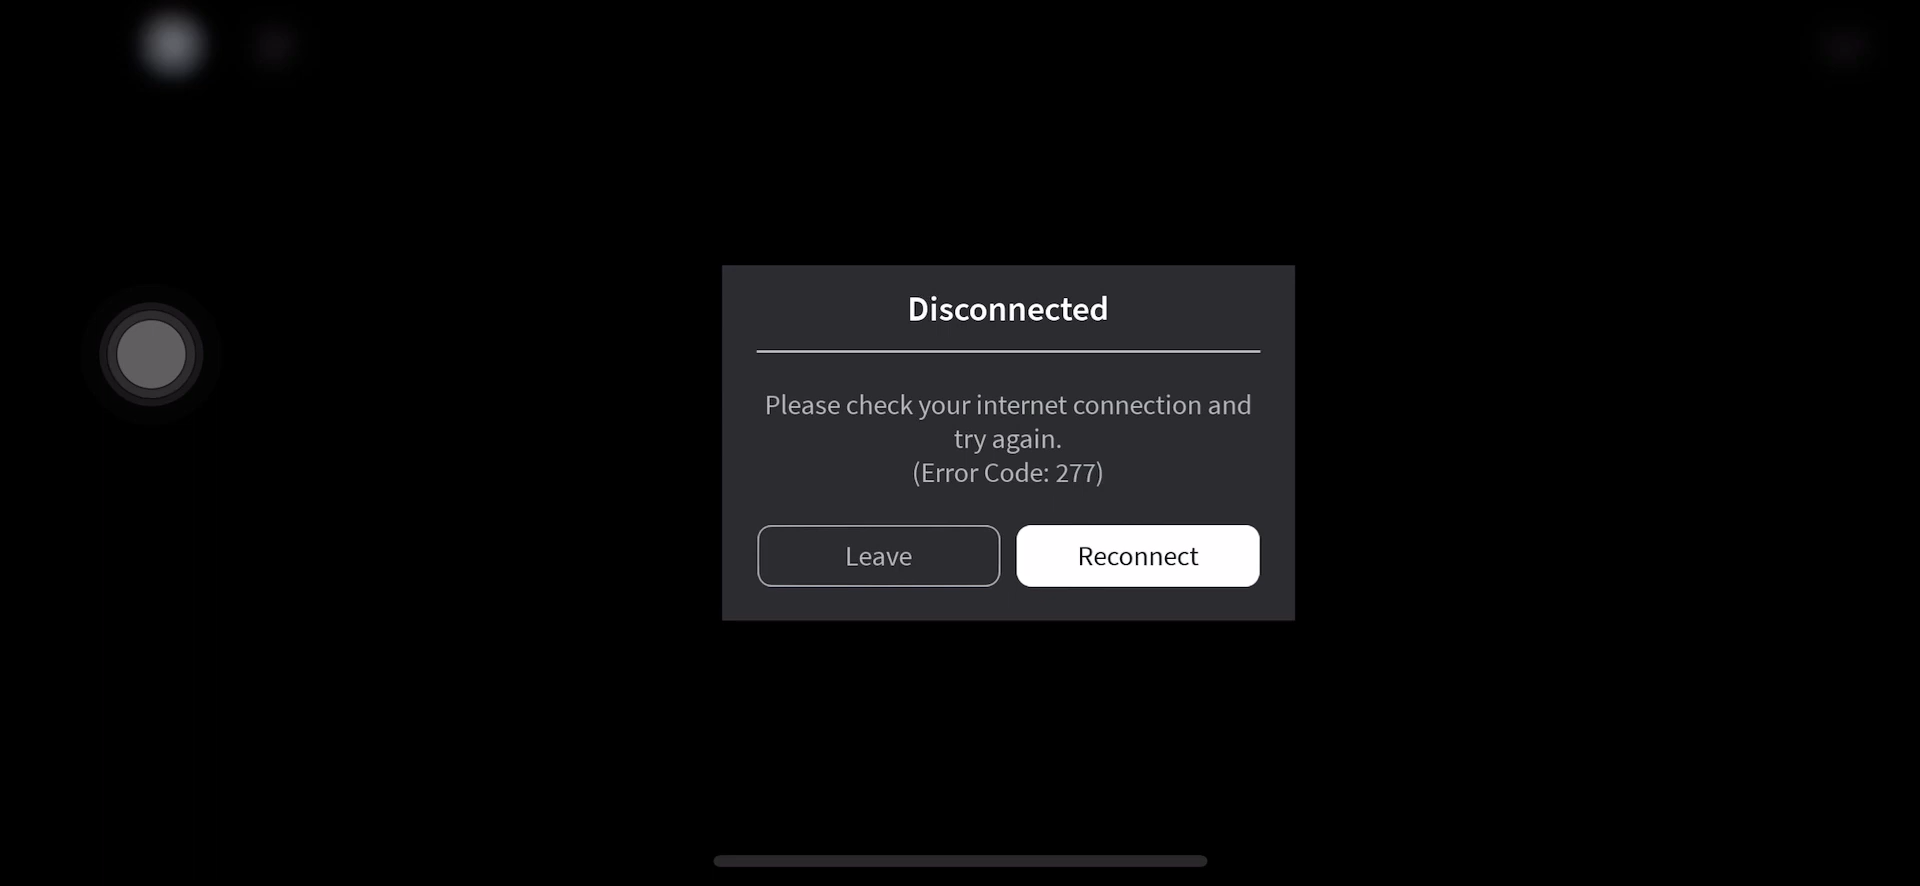 Disconnected
Please check your internet connection and
try again.
(Error Code: 277)
Leave
Reconnect